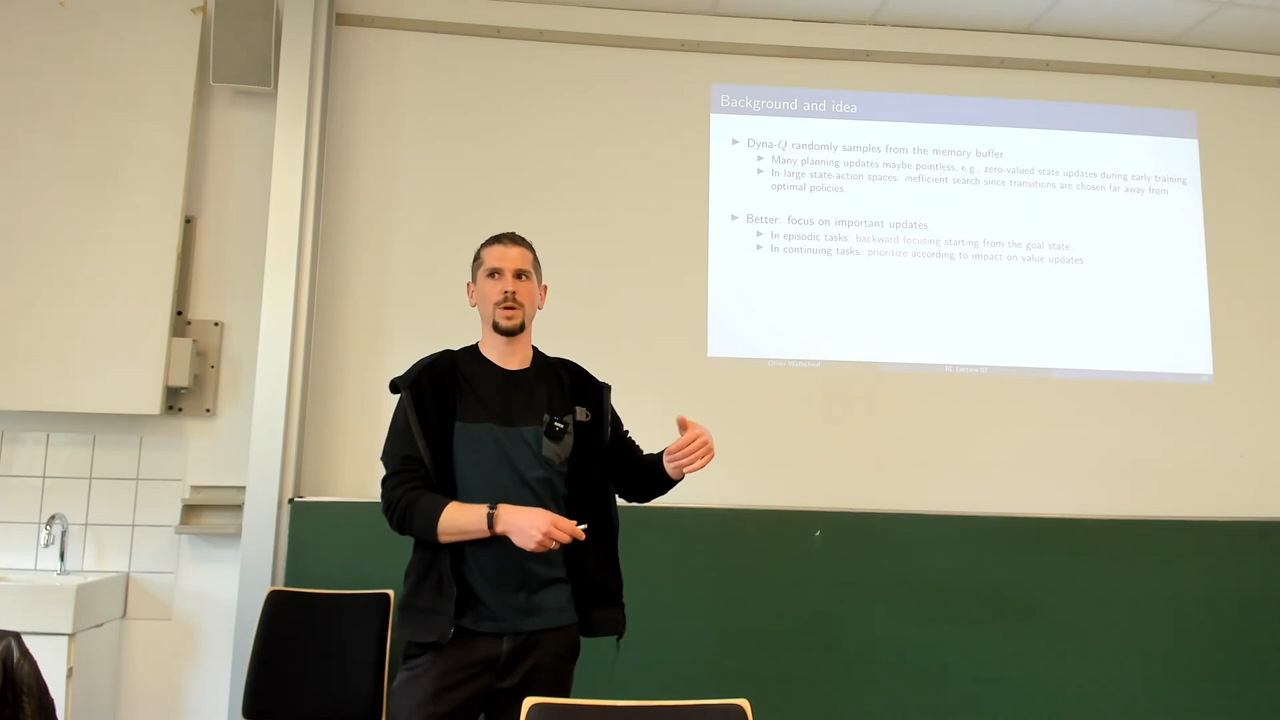 Background and idea
Dyna-Q randomly samples from the memory buffer.
Many planning updates maybe pointless, e.g., zero-valued state updates during early training.
In large state-action spaces: inefficient search since transitions are chosen far away from
optimal policies.
Better: focus on important updates.
In episodic tasks: backward focusing starting from the goal state.
In continuing tasks: prioritize according to impact on value updates.
RL Lecture 07